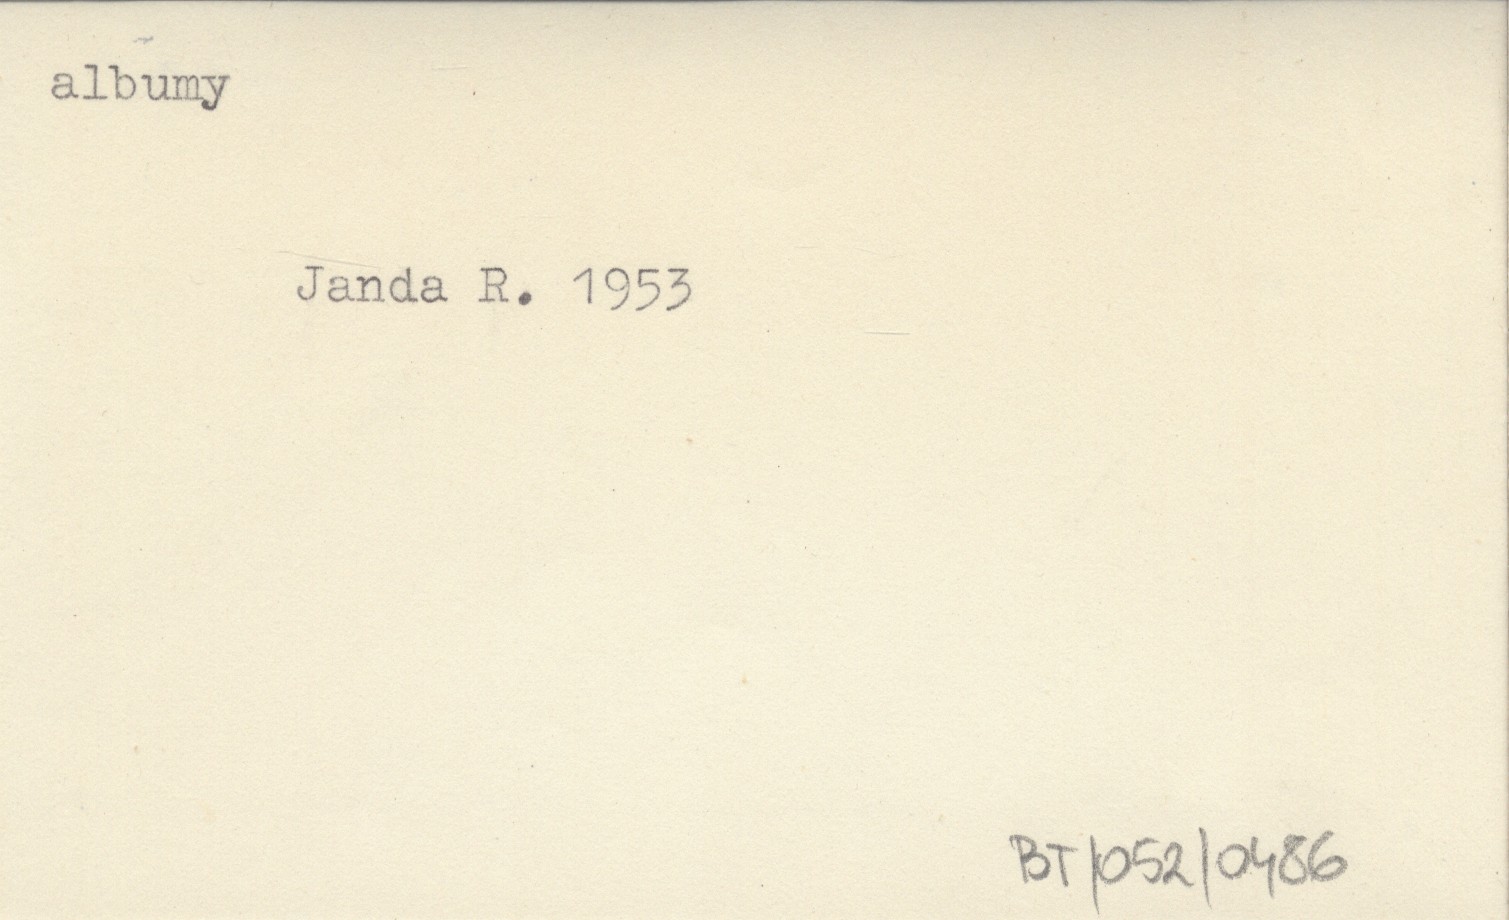 albumy
Janda R. 1953
BT/052/0486